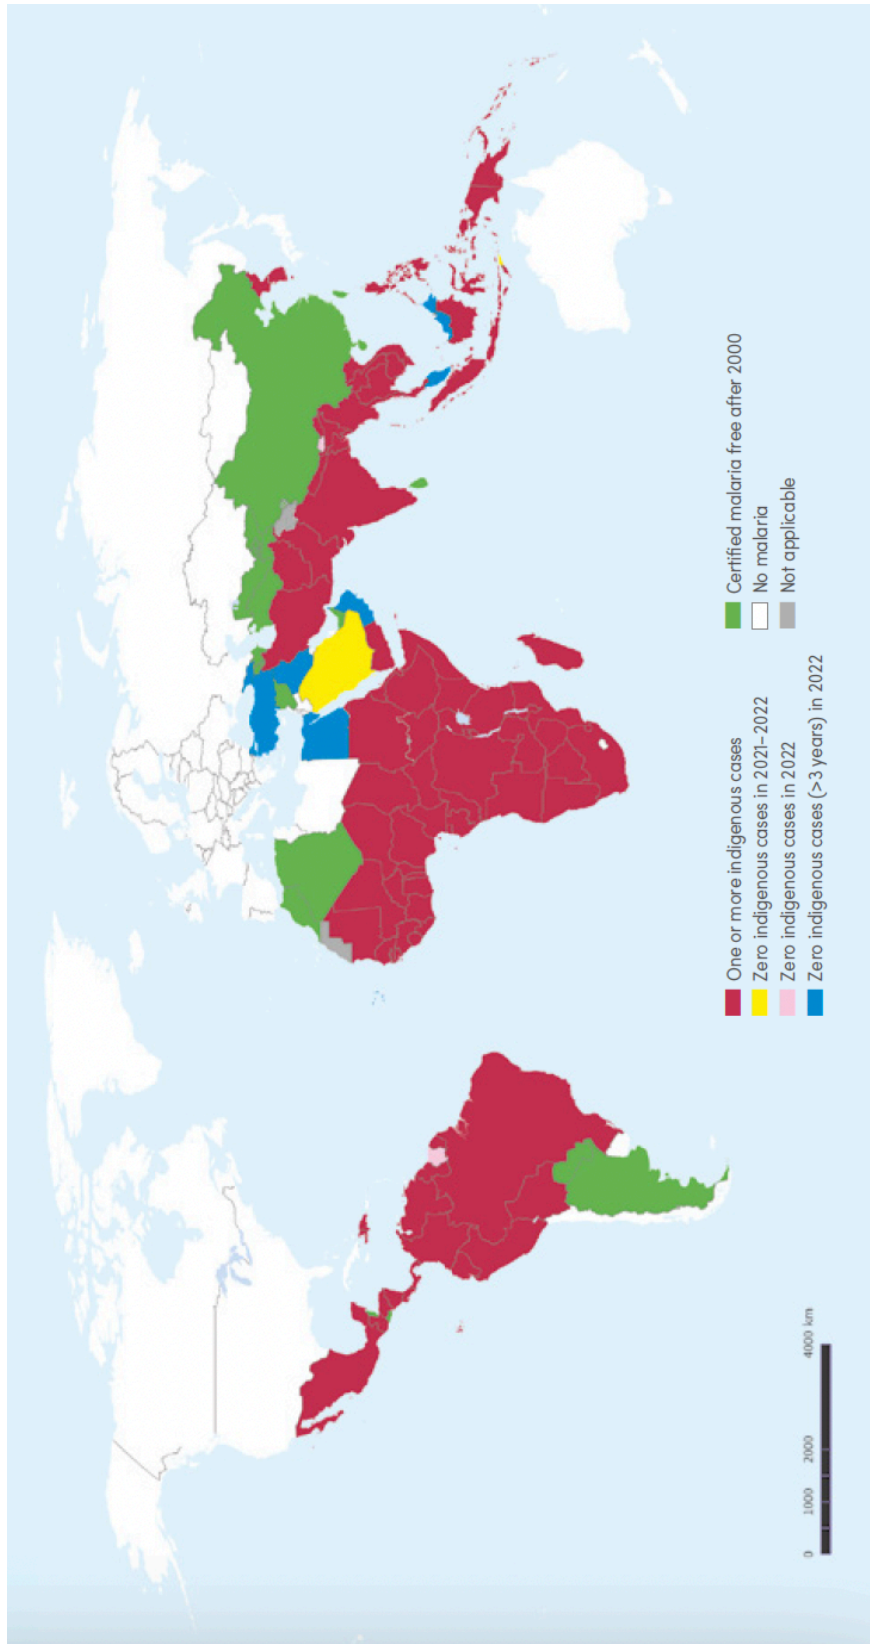 One or more indigenous cases
Zero indigenous cases in 2021–2022
Zero indigenous cases in 2022
Zero indigenous cases (>3 years) in 2022
Certified malaria free after 2000
No malaria
Not applicable
0 1000 2000 4000 km